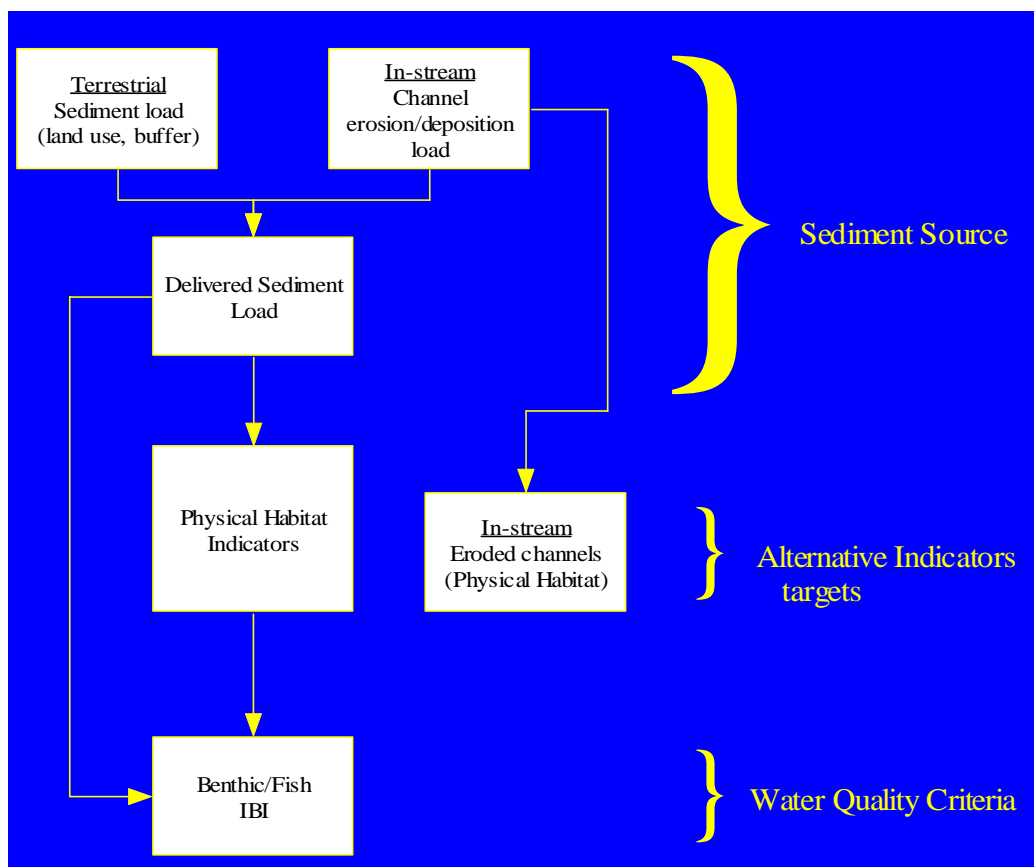 Terrestrial
Sediment load
(land use, buffer)
In-stream
Channel
erosion/deposition
load
Sediment Source
Delivered Sediment
Load
Physical Habitat
Indicators
In-stream
Eroded channels
(Physical Habitat)
Alternative Indicators
targets
Benthic/Fish
IBI
Water Quality Criteria